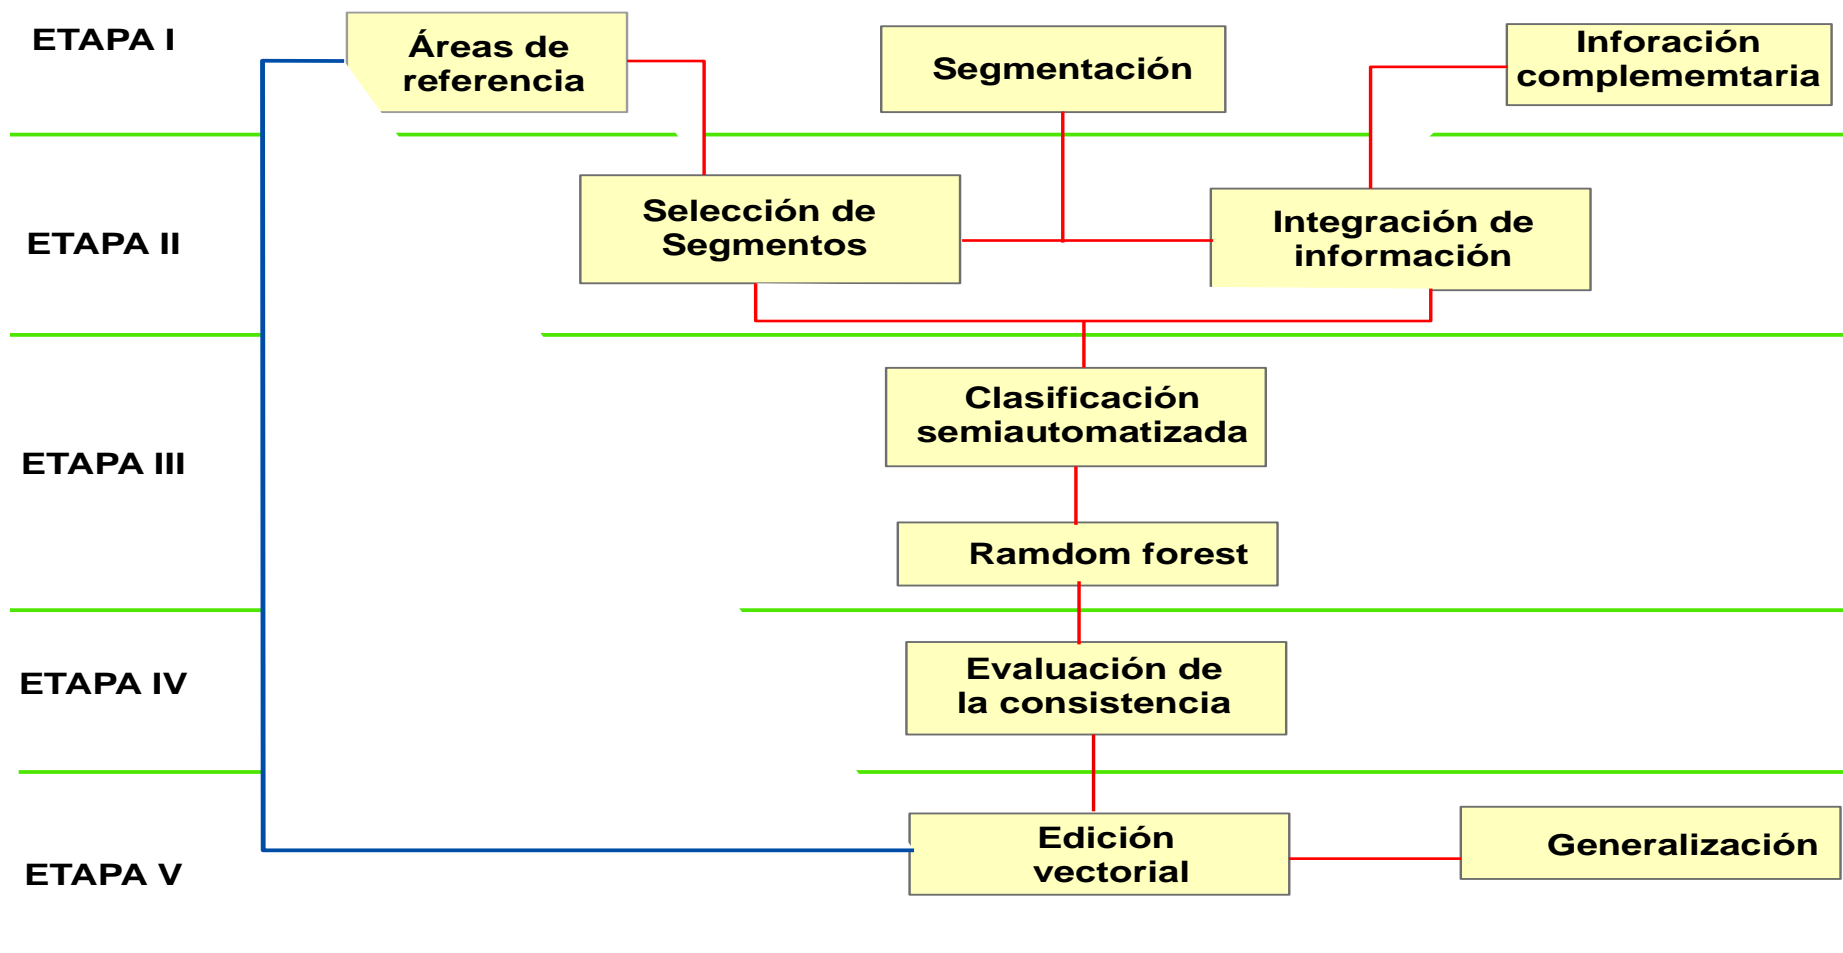 ETAPA I
Áreas de
referencia
Segmentación
Inforación
complememtaria
ETAPA II
Selección de
Segmentos
Integración de
información
ETAPA III
Clasificación
semiautomatizada
Ramdom forest
ETAPA IV
Evaluación de
la consistencia
ETAPA V
Edición
vectorial
Generalización